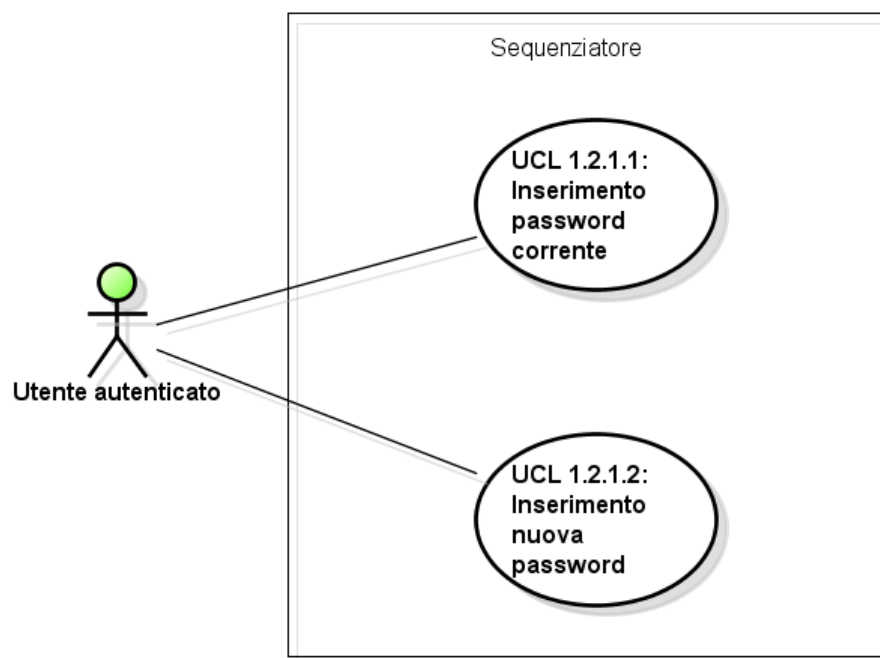 Sequenziatore
UCL 1.2.1.1:
Inserimento
password
corrente
Utente autenticato
UCL 1.2.1.2:
Inserimento
nuova
password